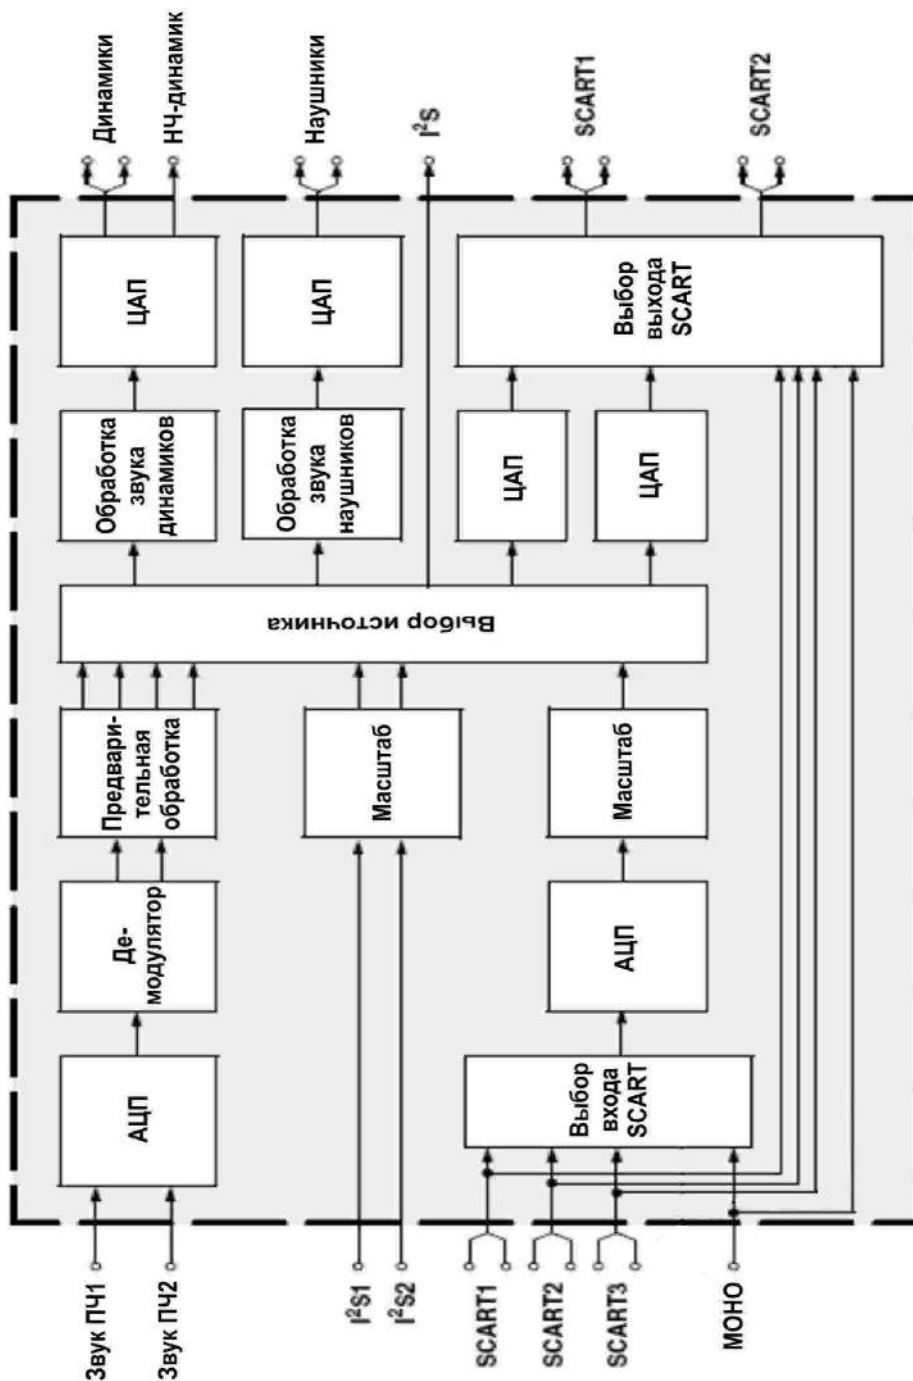 Звук ПЧ1
Звук ПЧ2
I²S1
I²S2
SCART1
SCART2
SCART3
МОНО
АЦП
Де-
модулятор
Предвари-
тельная
обработка
Масштаб
Выбор
входа
SCART
АЦП
Масштаб
Выбор источника
Обработка
звука
динамиков
ЦАП
Обработка
звука
наушников
ЦАП
ЦАП
ЦАП
Выбор
выхода
SCART
Динамики
НЧ-динамик
Наушники
I²S
SCART1
SCART2